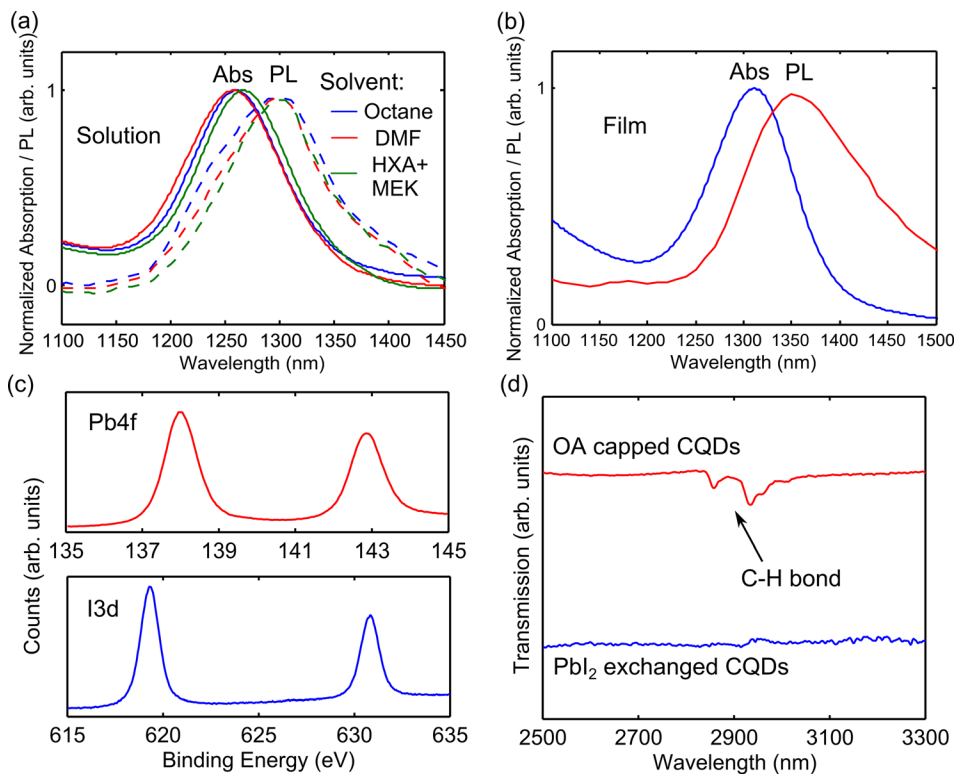 (a)
Normalized Absorption / PL (arb. units)
1
0
Abs PL
Solution
Solvent:
Octane
DMF
HXA+
MEK
1100 1150 1200 1250 1300 1350 1400 1450
Wavelength (nm)
(b)
Normalized Absorption / PL (arb. units)
1
0
Abs PL
Film
1100 1150 1200 1250 1300 1350 1400 1450 1500
Wavelength (nm)
(c)
Counts (arb. units)
Pb4f
135 137 139 141 143 145
I3d
615 620 625 630 635
Binding Energy (eV)
(d)
Transmission (arb. units)
OA capped CQDs
C-H bond
PbI₂ exchanged CQDs
2500 2700 2900 3100 3300
Wavelength (nm)